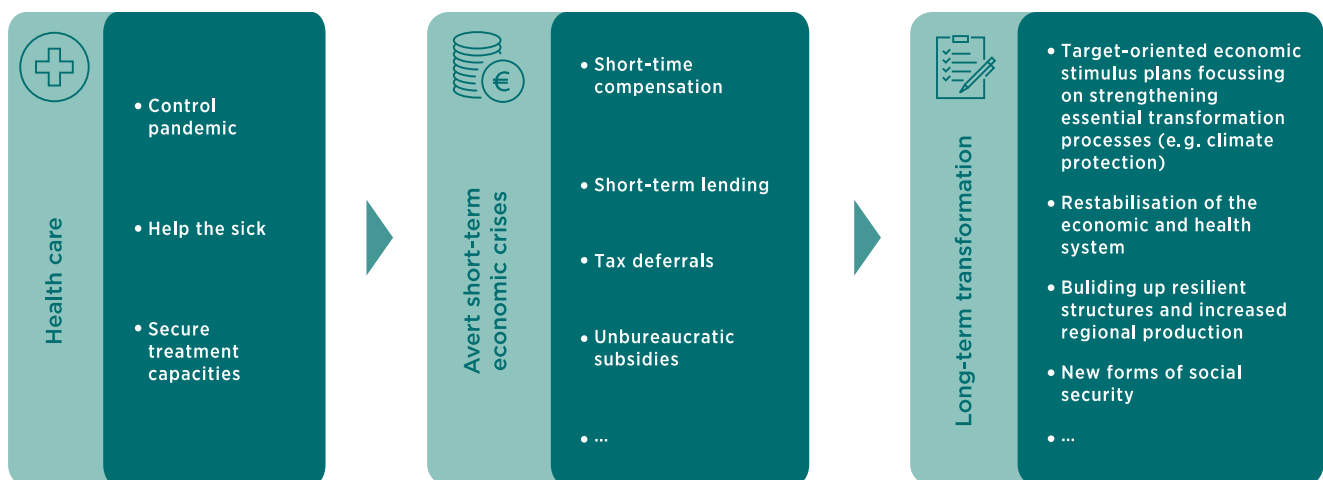 Health care
• Control
pandemic
• Help the sick
• Secure
treatment
capacities
€
Avert short-term
economic crises
• Short-time
compensation
• Short-term lending
• Tax deferrals
• Unbureaucratic
subsidies
• ...
Long-term transformation
• Target-oriented economic
stimulus plans focussing
on strengthening
essential transformation
processes (e. g. climate
protection)
• Restabilisation of the
economic and health
system
• Buliding up resilient
structures and increased
regional production
• New forms of social
security
• ...